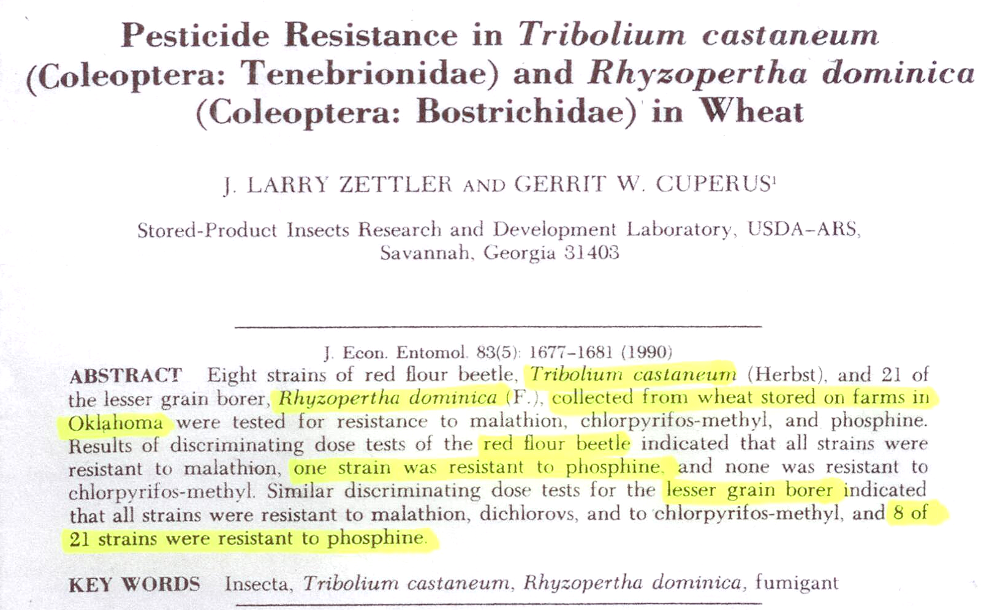 Pesticide Resistance in Tribolium castaneum
(Coleoptera: Tenebrionidae) and Rhyzopertha dominica
(Coleoptera: Bostrichidae) in Wheat
J. LARRY ZETTLER AND GERRIT W. CUPERUS¹
Stored-Product Insects Research and Development Laboratory, USDA–ARS,
Savannah, Georgia 31403
J. Econ. Entomol. 83(5): 1677–1681 (1990)
ABSTRACT Eight strains of red flour beetle, Tribolium castaneum (Herbst), and 21 of
the lesser grain borer, Rhyzopertha dominica (F.), collected from wheat stored on farms in
Oklahoma were tested for resistance to malathion, chlorpyrifos-methyl, and phosphine.
Results of discriminating dose tests of the red flour beetle indicated that all strains were
resistant to malathion, one strain was resistant to phosphine, and none was resistant to
chlorpyrifos-methyl. Similar discriminating dose tests for the lesser grain borer indicated
that all strains were resistant to malathion, dichlorovs, and to chlorpyrifos-methyl, and 8 of
21 strains were resistant to phosphine.
KEY WORDS Insecta, Tribolium castaneum, Rhyzopertha dominica, fumigant